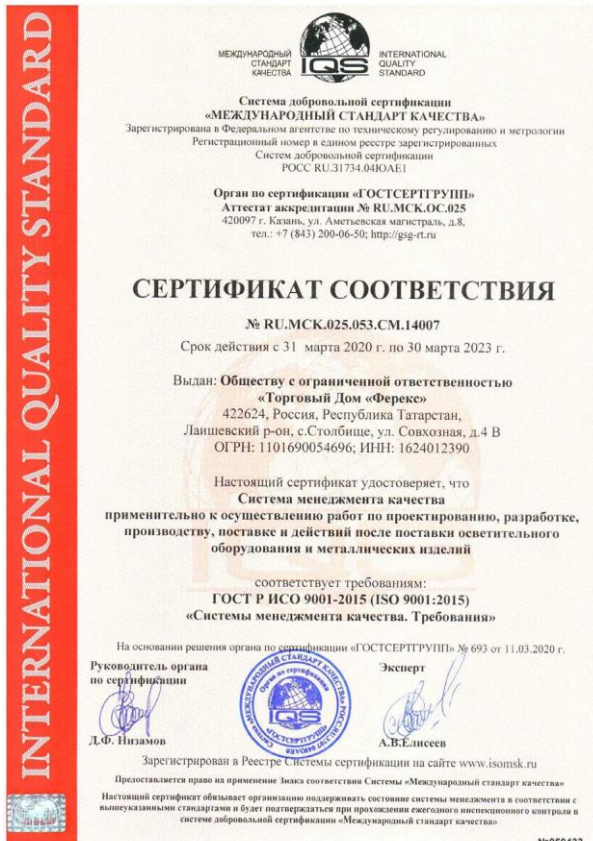 INTERNATIONAL QUALITY STANDARD
МЕЖДУНАРОДНЫЙ
СТАНДАРТ
КАЧЕСТВА
IQS
INTERNATIONAL
QUALITY
STANDARD
Система добровольной сертификации
«МЕЖДУНАРОДНЫЙ СТАНДАРТ КАЧЕСТВА»
Зарегистрирована в Федеральном агентстве по техническому регулированию и метрологии
Регистрационный номер в едином реестре зарегистрированных
Систем добровольной сертификации
РОСС RU.31734.04ЮАЕ1
Орган по сертификации «ГОСТСЕРТГРУПП»
Аттестат аккредитации № RU.МСК.ОС.025
420097 г. Казань, ул. Аметьевская магистраль, д.8,
тел.: +7 (843) 200-06-50; http://gsg-rt.ru
СЕРТИФИКАТ СООТВЕТСТВИЯ
№ RU.МСК.025.053.СМ.14007
Срок действия с 31 марта 2020 г. по 30 марта 2023 г.
Выдан: Обществу с ограниченной ответственностью
«Торговый Дом «Ферекс»
422624, Россия, Республика Татарстан,
Лаишевский р-он, с.Столбище, ул. Совхозная, д.4 В
ОГРН: 1101690054696; ИНН: 1624012390
Настоящий сертификат удостоверяет, что
Система менеджмента качества
применительно к осуществлению работ по проектированию, разработке,
производству, поставке и действий после поставки осветительного
оборудования и металлических изделий
соответствует требованиям:
ГОСТ Р ИСО 9001-2015 (ISO 9001:2015)
«Системы менеджмента качества. Требования»
На основании решения органа по сертификации «ГОСТСЕРТГРУПП» № 693 от 11.03.2020 г.
Руководитель органа
по сертификации
Эксперт
Орган по сертификации
IQS
«ГОСТСЕРТГРУПП»
Д.Ф. Низамов
А.В.Елисеев
Зарегистрирован в Реестре Системы сертификации на сайте www.isomsk.ru
Предоставляется право на применение Знака соответствия Системы «Международный стандарт качества»
Настоящий сертификат обязывает организацию поддерживать состояние системы менеджмента в соответствии с
вышеуказанными стандартами и будет подтверждаться при прохождении ежегодного инспекционного контроля в
системе добровольной сертификации «Международный стандарт качества»